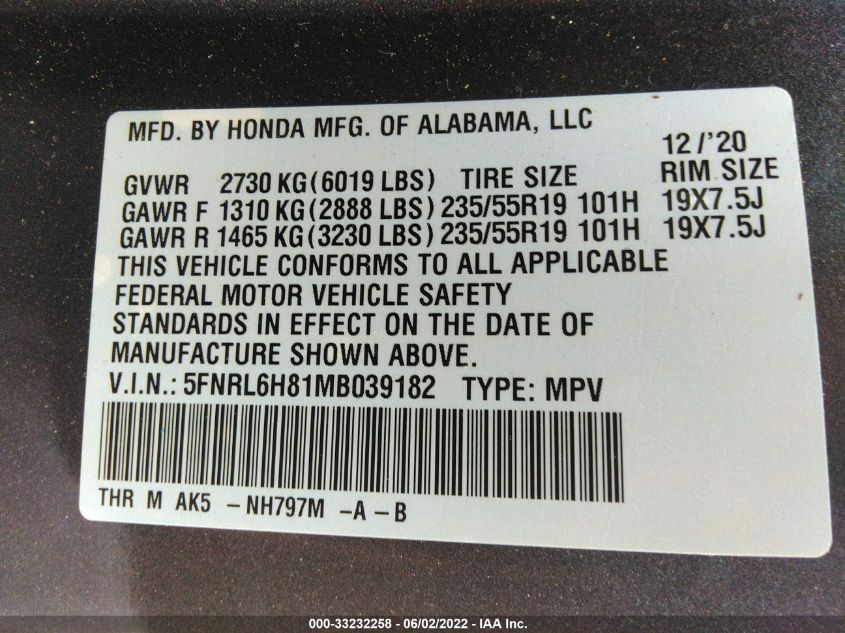 MFD. BY HONDA MFG. OF ALABAMA, LLC
12/'20
GVWR 2730 KG(6019 LBS) TIRE SIZE RIM SIZE
GAWR F 1310 KG(2888 LBS) 235/55R19 101H 19X7.5J
GAWR R 1465 KG(3230 LBS) 235/55R19 101H 19X7.5J
THIS VEHICLE CONFORMS TO ALL APPLICABLE
FEDERAL MOTOR VEHICLE SAFETY
STANDARDS IN EFFECT ON THE DATE OF
MANUFACTURE SHOWN ABOVE.
V.I.N.: 5FNRL6H81MB039182 TYPE: MPV
THR M AK5 - NH797M - A - B
000-33232258 - 06/02/2022 - IAA Inc.